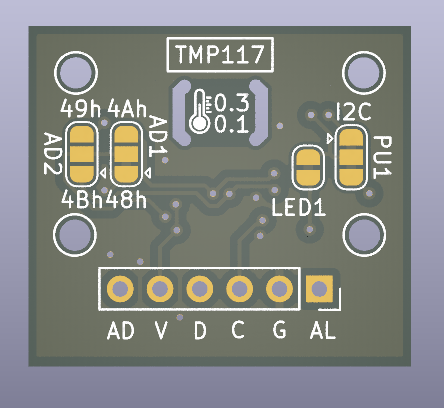 TMP117
0.3
0.1
49h 4Ah
I2C
AD2
AD1
PU1
4Bh 48h
LED1
AD V D C G AL